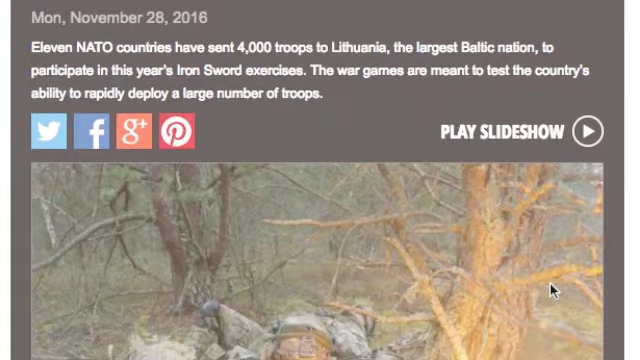 Mon, November 28, 2016
Eleven NATO countries have sent 4,000 troops to Lithuania, the largest Baltic nation, to
participate in this year's Iron Sword exercises. The war games are meant to test the country's
ability to rapidly deploy a large number of troops.
f g+ PLAY SLIDESHOW